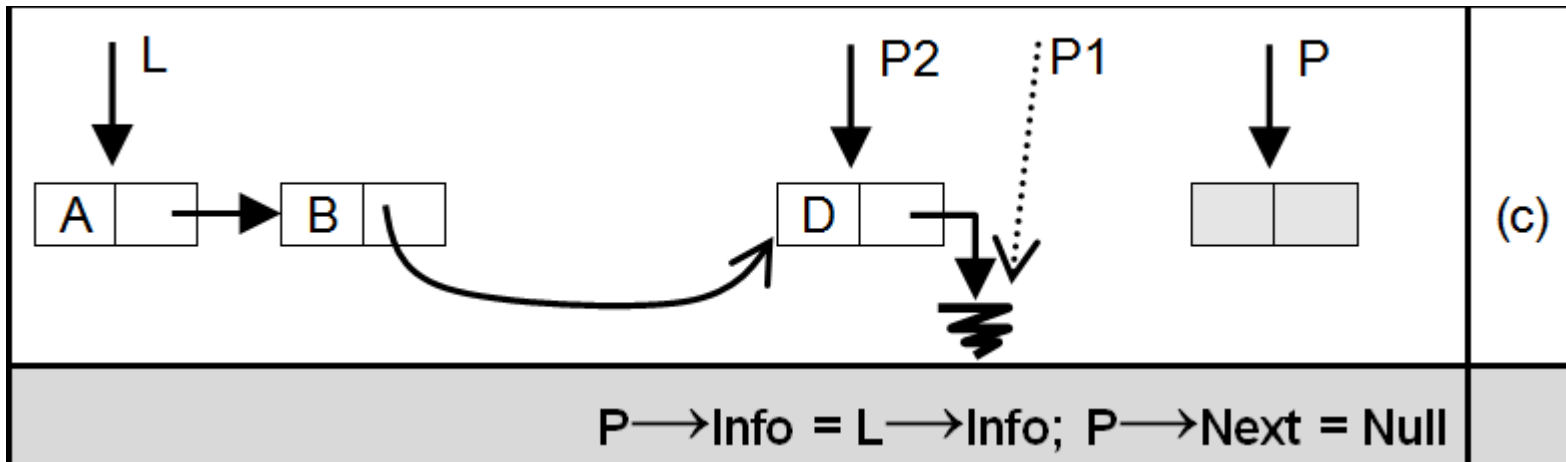 L P2 P1 P
A B D (c)
P⟶Info = L⟶Info; P⟶Next = Null